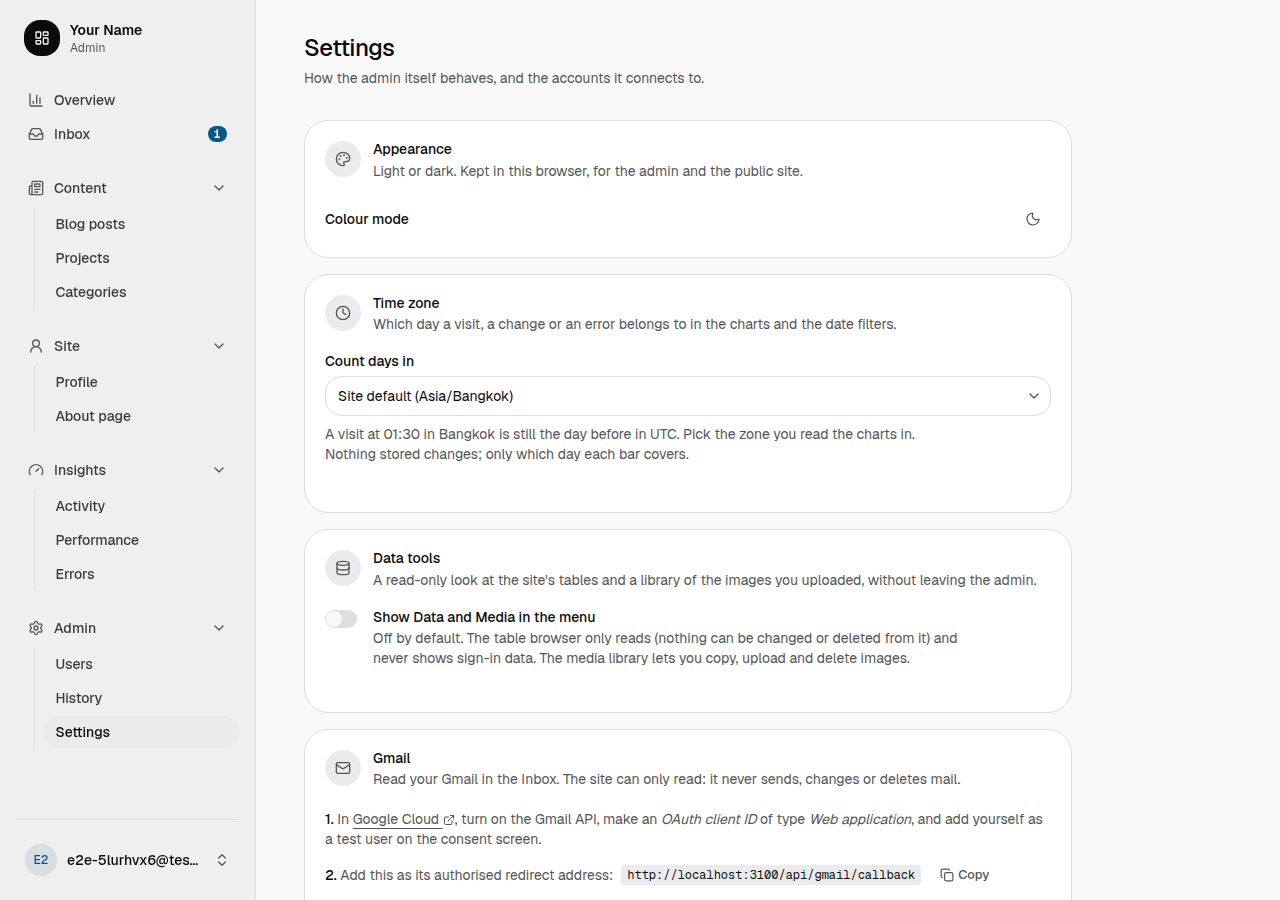 Your Name
Admin
Overview
Inbox
1
Content
Blog posts
Projects
Categories
Site
Profile
About page
Insights
Activity
Performance
Errors
Admin
Users
History
Settings
E2
e2e-5lurhvx6@tes...
Settings
How the admin itself behaves, and the accounts it connects to.
Appearance
Light or dark. Kept in this browser, for the admin and the public site.
Colour mode
Time zone
Which day a visit, a change or an error belongs to in the charts and the date filters.
Count days in
Site default (Asia/Bangkok)
A visit at 01:30 in Bangkok is still the day before in UTC. Pick the zone you read the charts in.
Nothing stored changes; only which day each bar covers.
Data tools
A read-only look at the site's tables and a library of the images you uploaded, without leaving the admin.
Show Data and Media in the menu
Off by default. The table browser only reads (nothing can be changed or deleted from it) and
never shows sign-in data. The media library lets you copy, upload and delete images.
Gmail
Read your Gmail in the Inbox. The site can only read: it never sends, changes or deletes mail.
1. In Google Cloud, turn on the Gmail API, make an OAuth client ID of type Web application, and add yourself as
a test user on the consent screen.
2. Add this as its authorised redirect address: http://localhost:3100/api/gmail/callback Copy